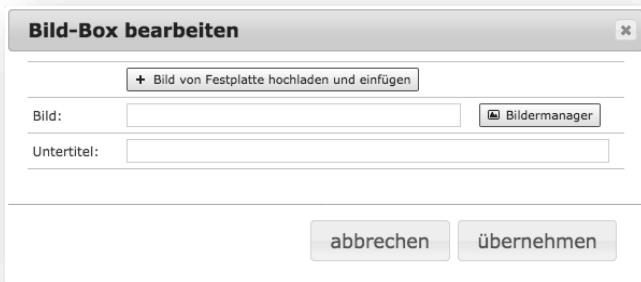 Bild-Box bearbeiten
+ Bild von Festplatte hochladen und einfügen
Bild: Bildermanager
Untertitel:
abbrechen übernehmen